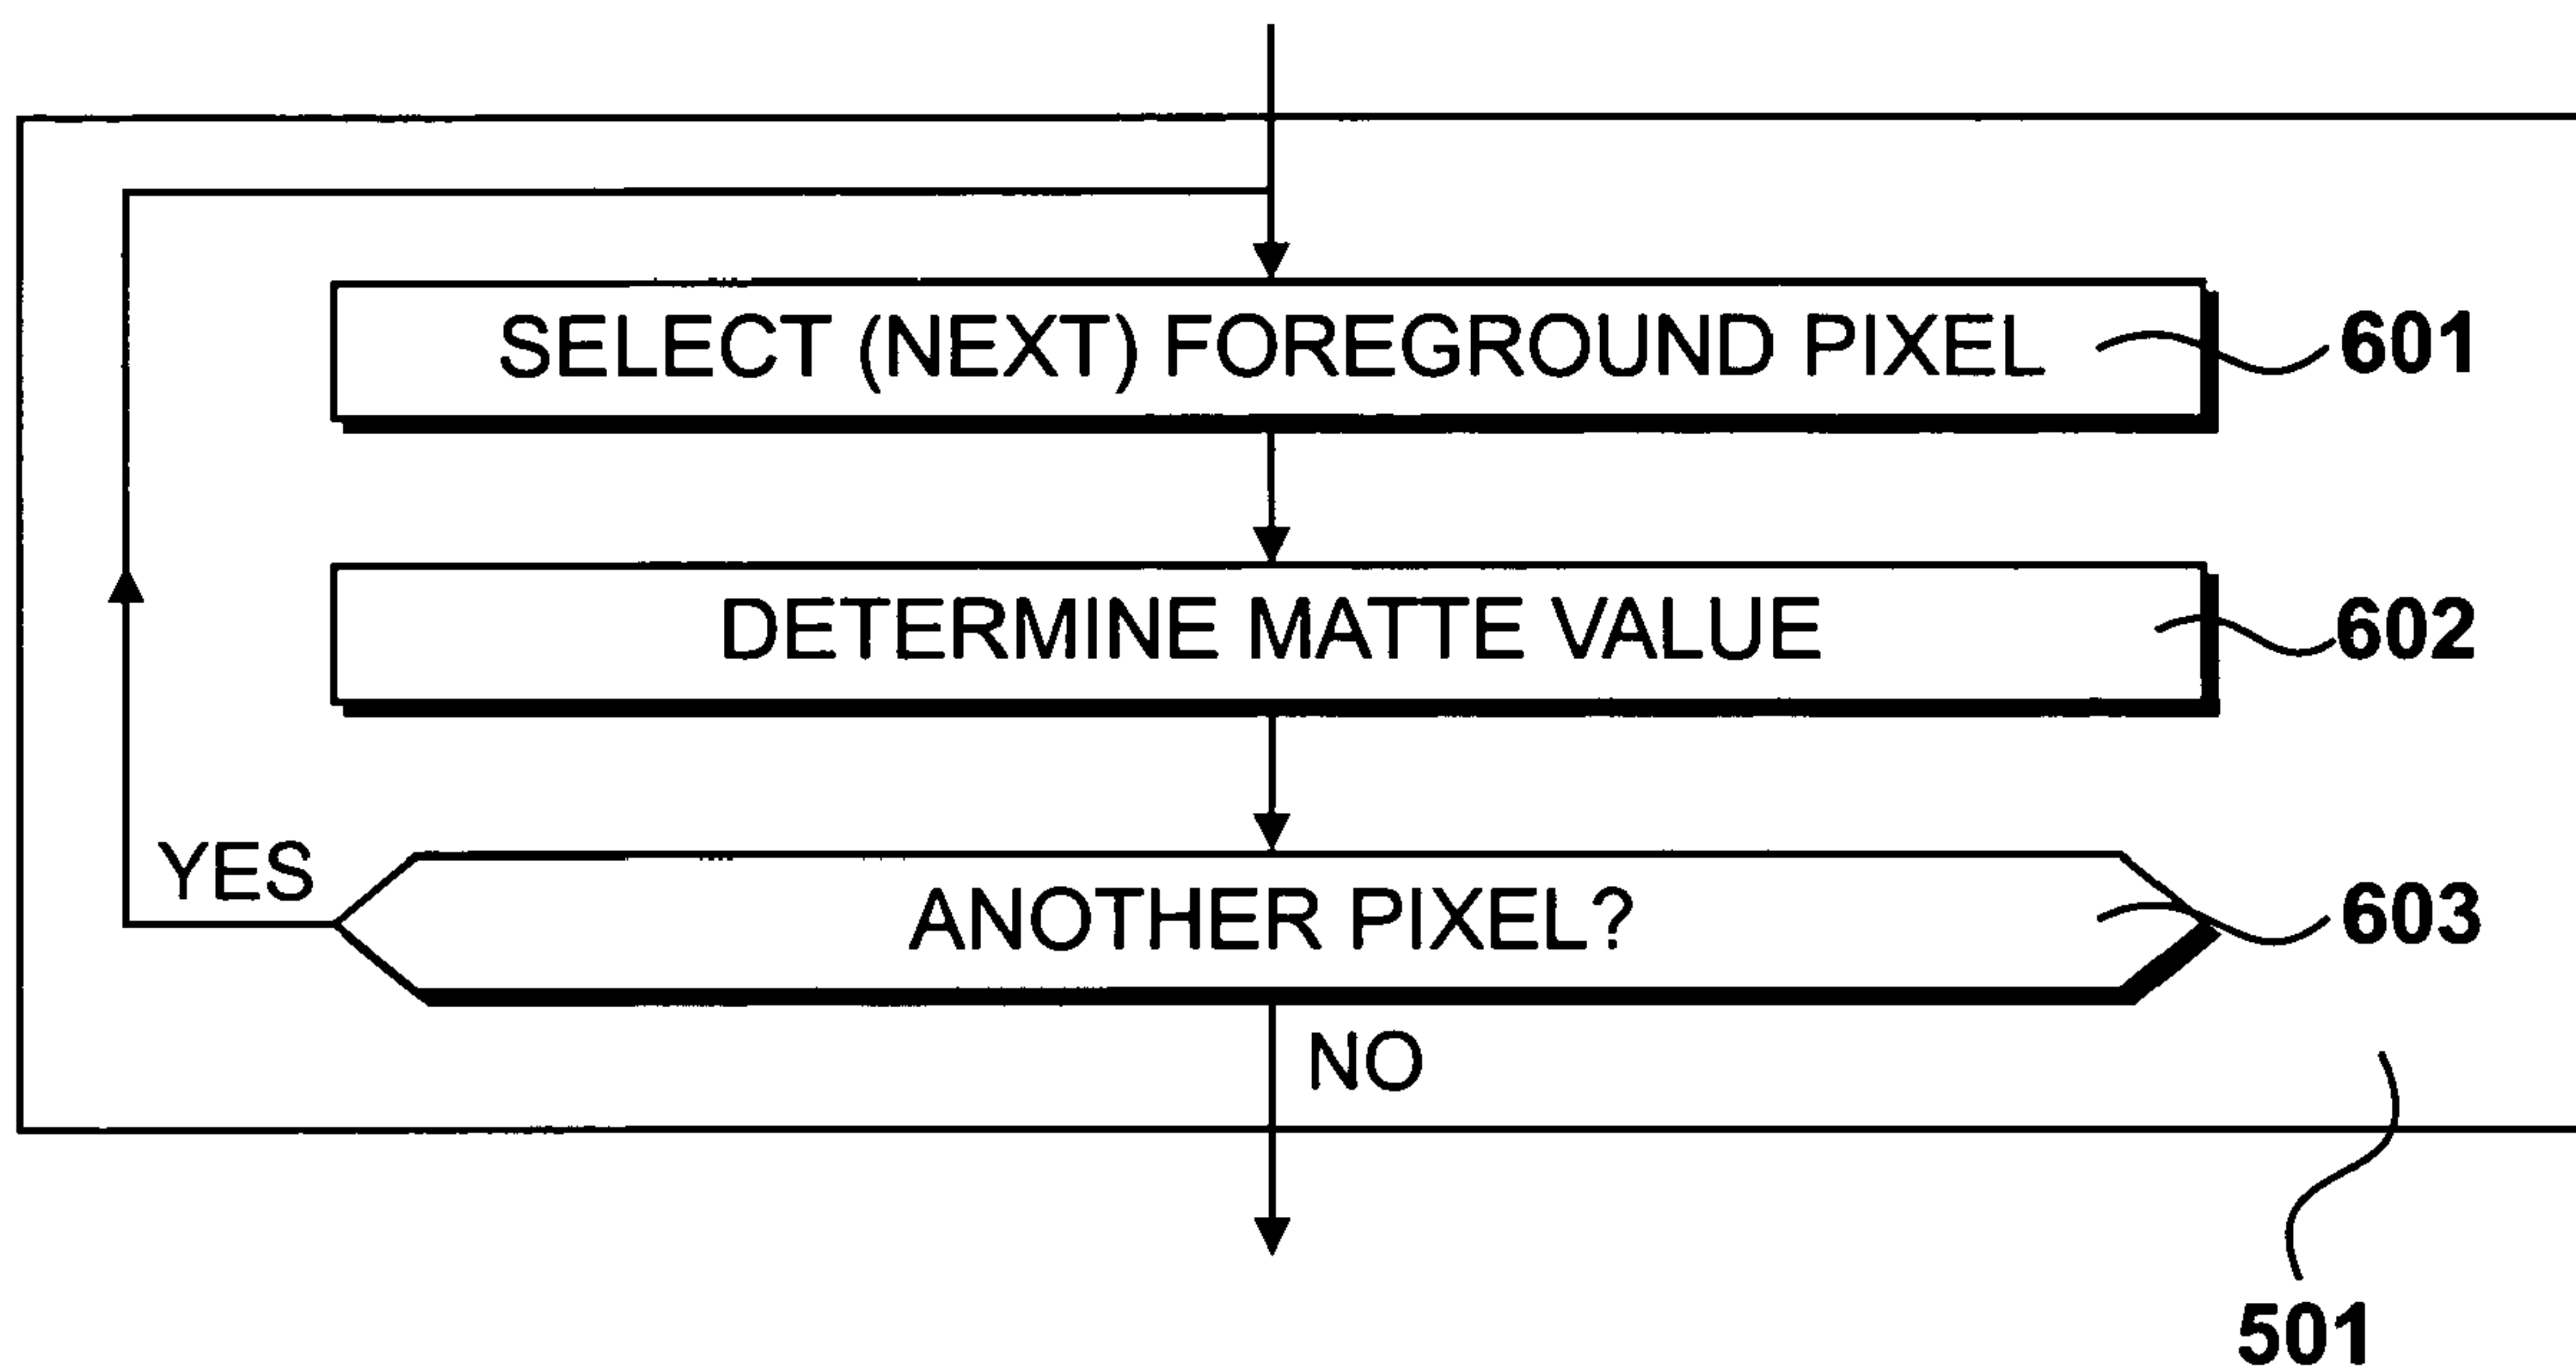 SELECT (NEXT) FOREGROUND PIXEL
601
DETERMINE MATTE VALUE
602
YES
ANOTHER PIXEL?
603
NO
501